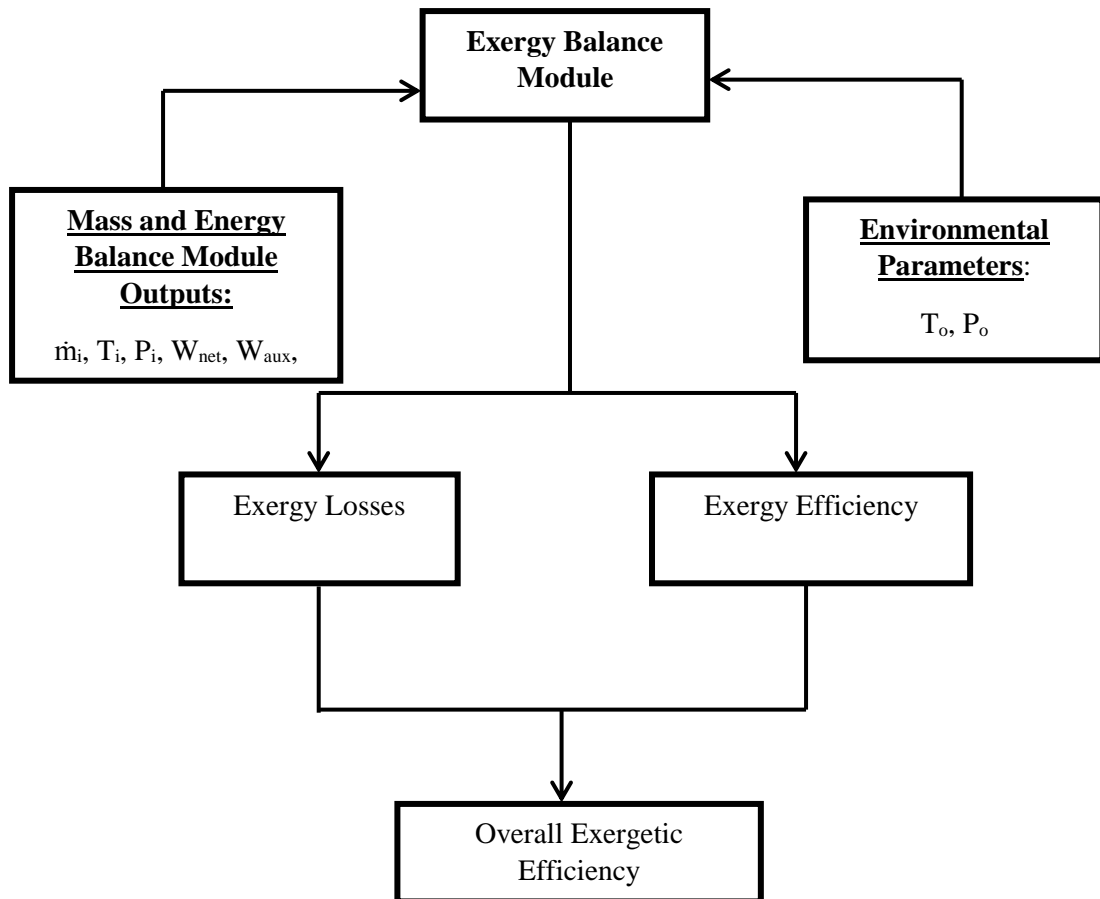 Exergy Balance
Module
Mass and Energy
Balance Module
Outputs:
ṁi, Ti, Pi, Wnet, Waux,
Environmental
Parameters:
To, Po
Exergy Losses
Exergy Efficiency
Overall Exergetic
Efficiency